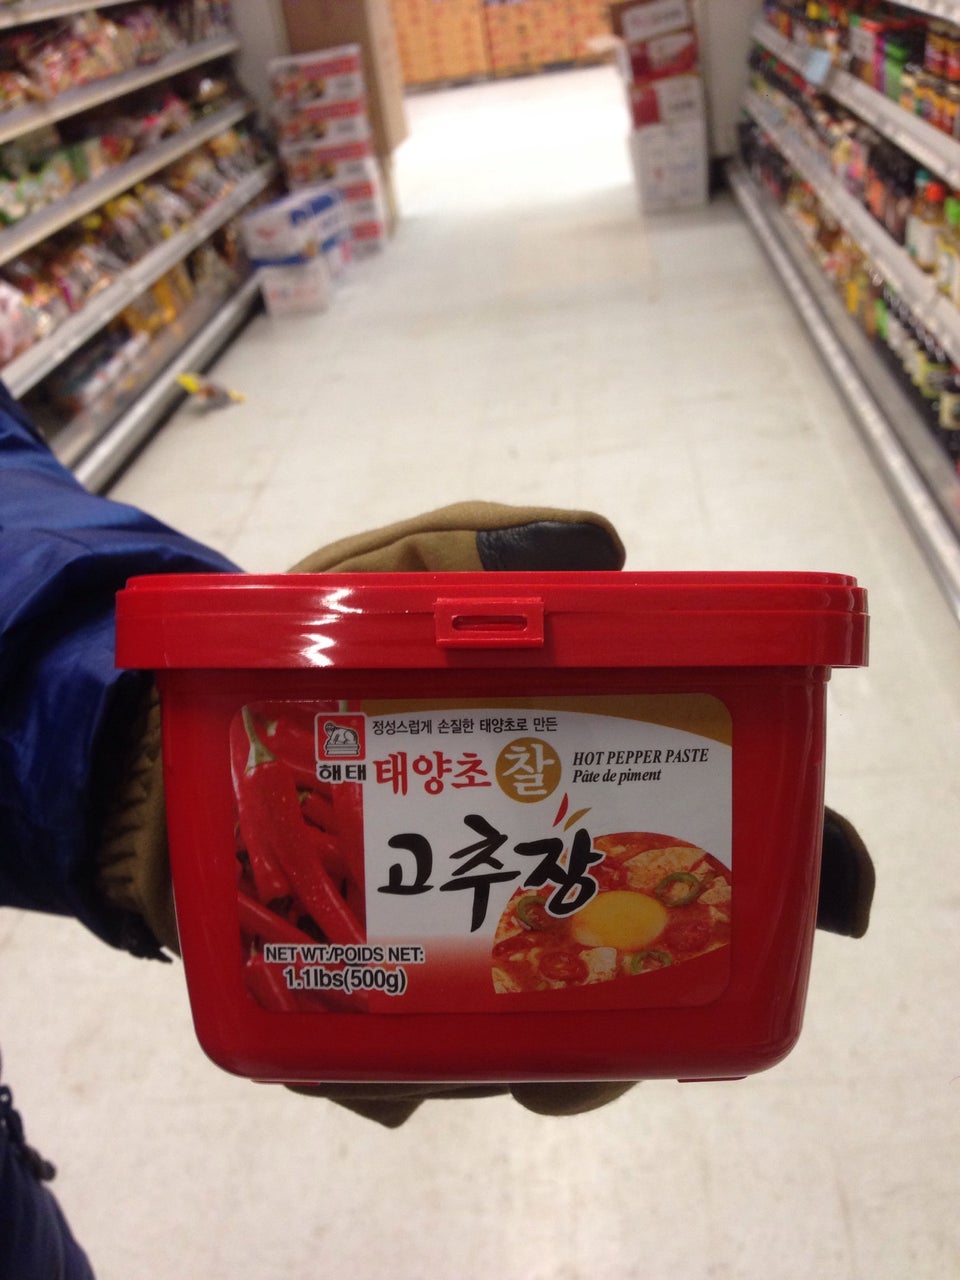 정성스럽게 손질한 태양초로 만든
해태 태양초 찰
HOT PEPPER PASTE
Pâte de piment
고추장
NET WT:/POIDS NET:
1.1lbs(500g)